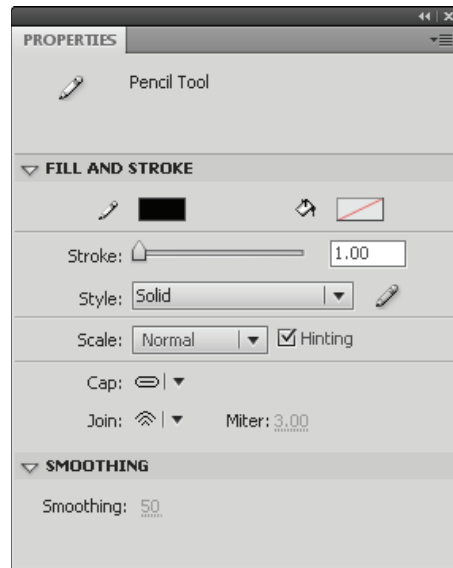 PROPERTIES
Pencil Tool
FILL AND STROKE
Stroke: 1.00
Style: Solid
Scale: Normal Hinting
Cap:
Join: Miter: 3.00
SMOOTHING
Smoothing: 50